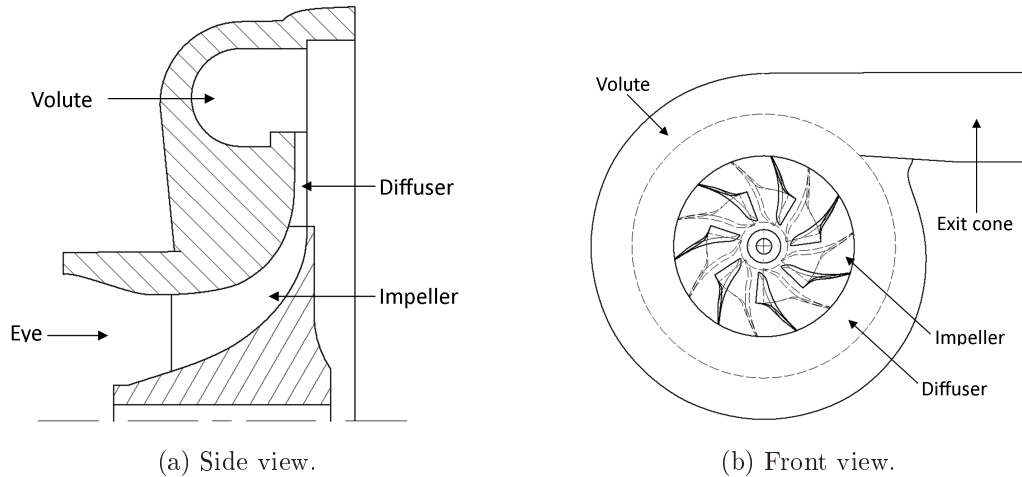 Volute
Diffuser
Impeller
Eye
(a) Side view.
Volute
Exit cone
Impeller
Diffuser
(b) Front view.